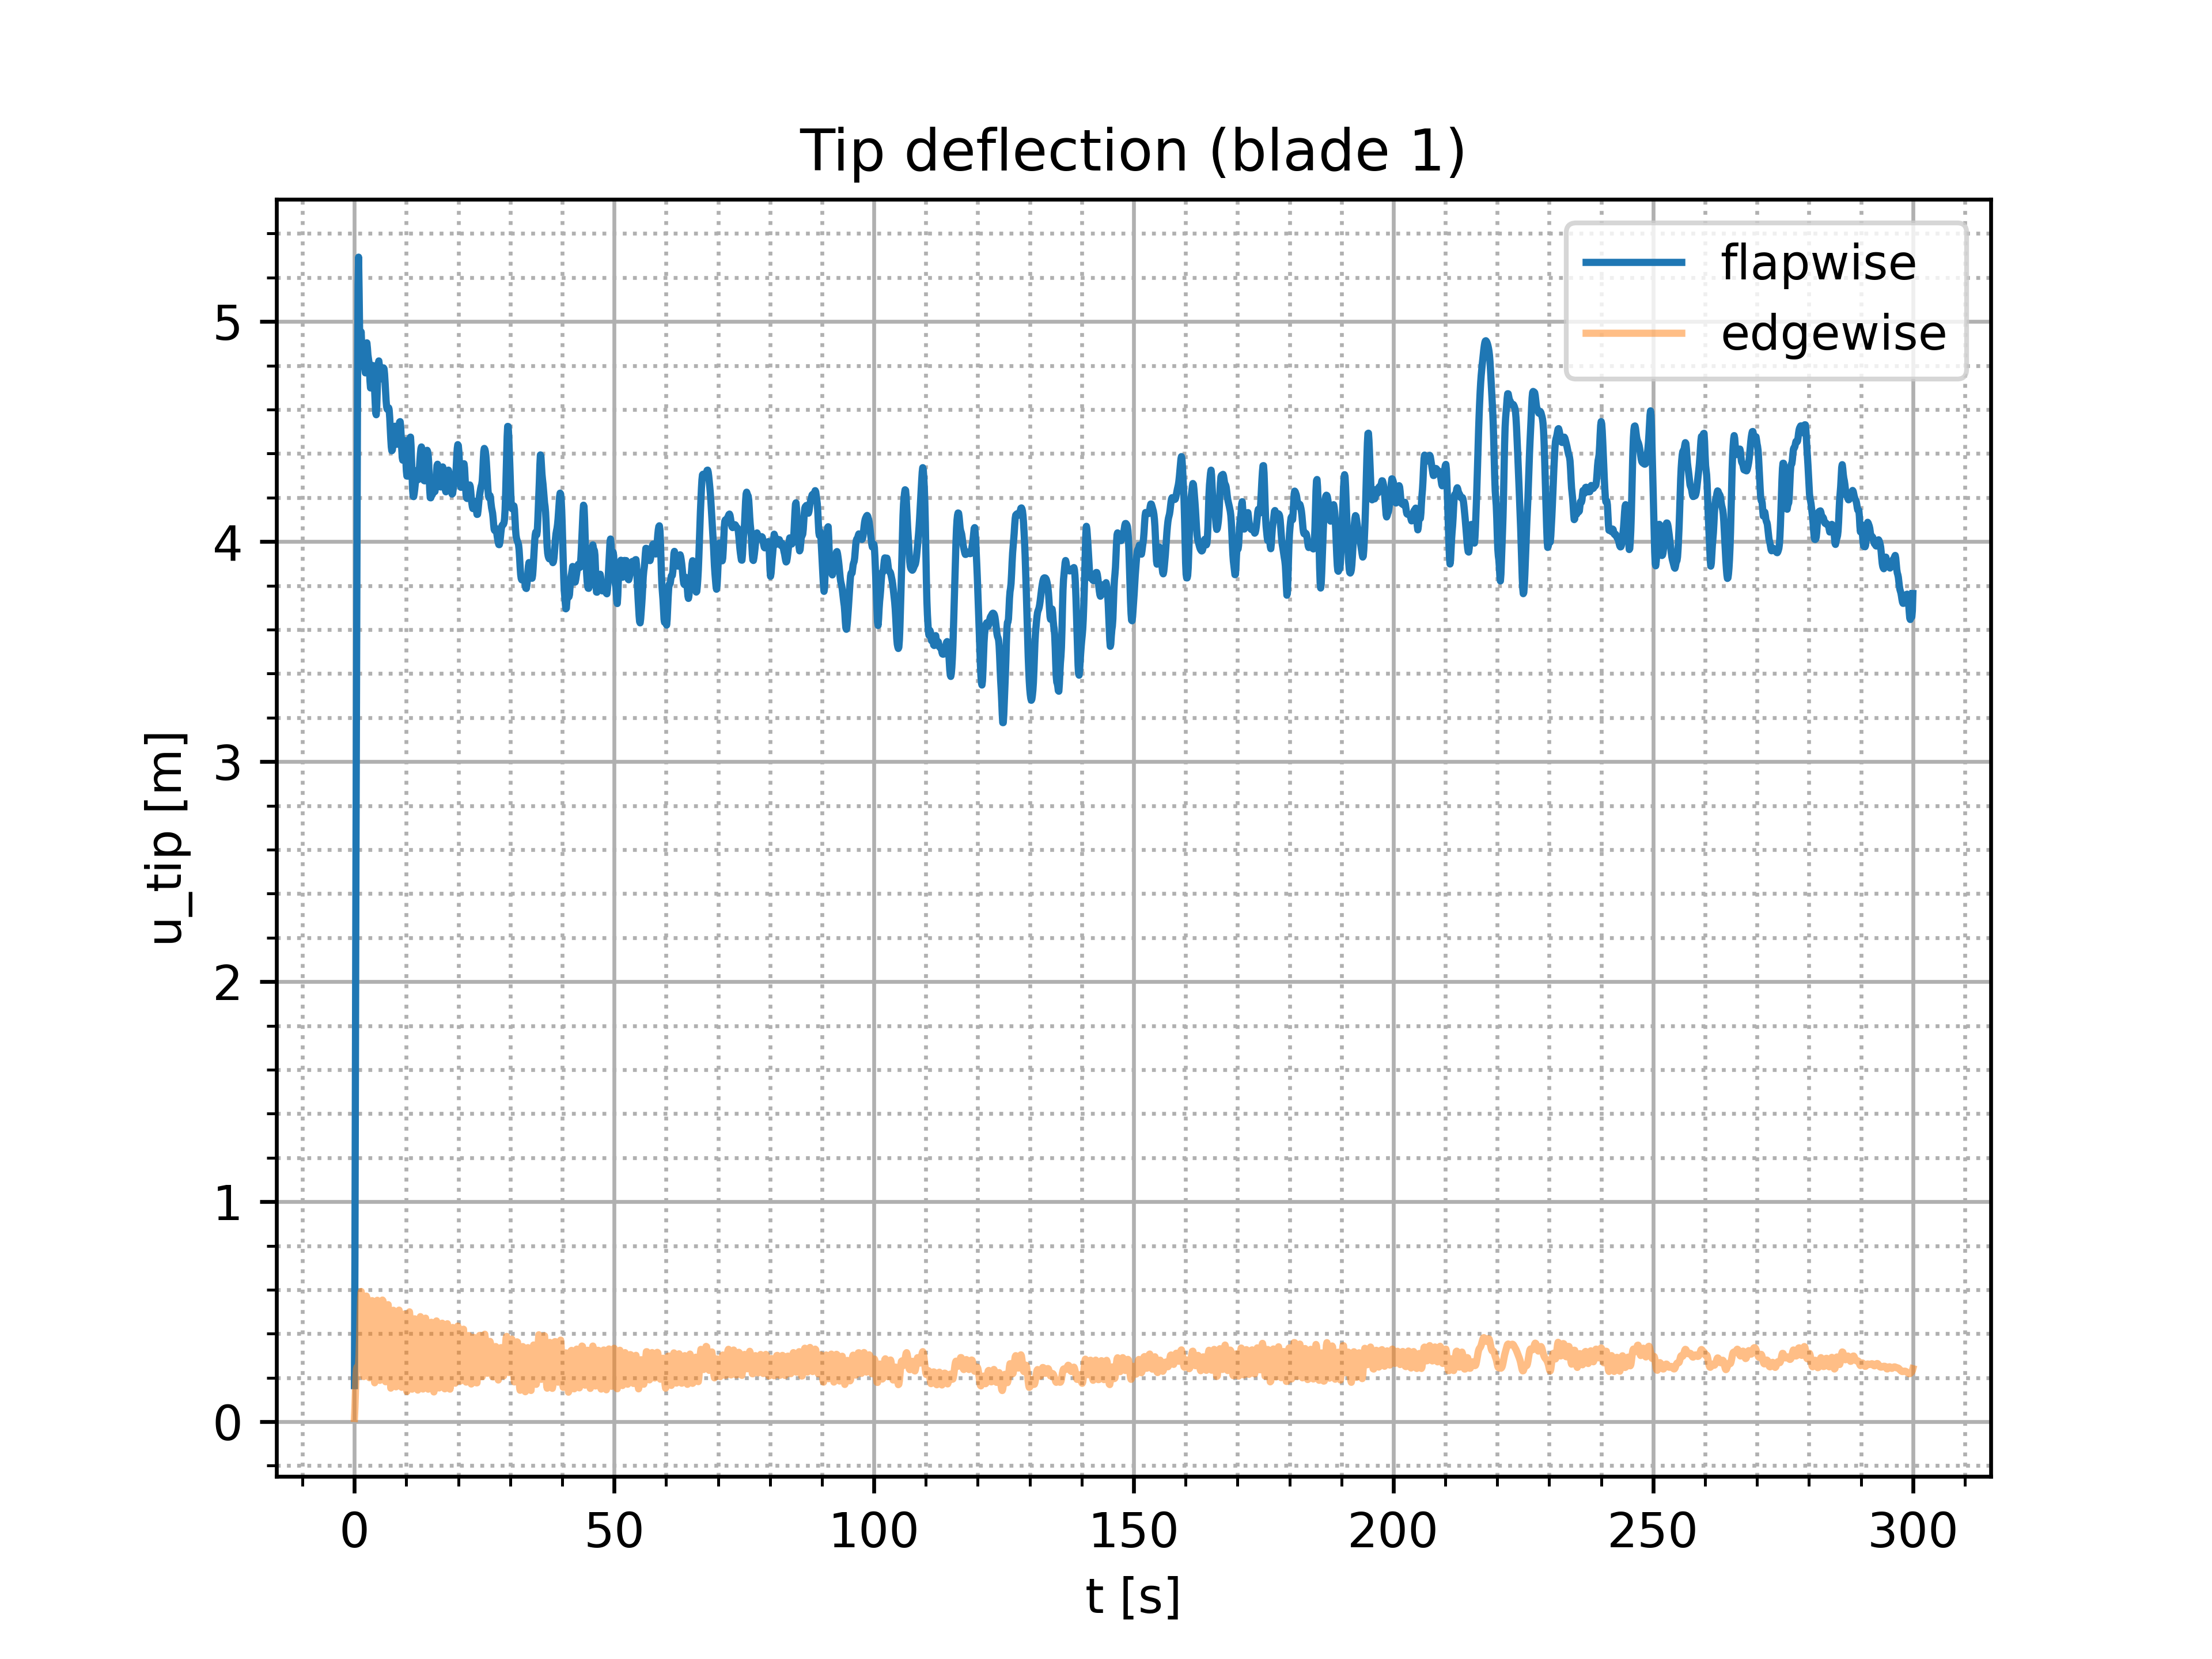 Tip deflection (blade 1)
flapwise
edgewise
u_tip [m]
5
4
3
2
1
0
0 50 100 150 200 250 300
t [s]